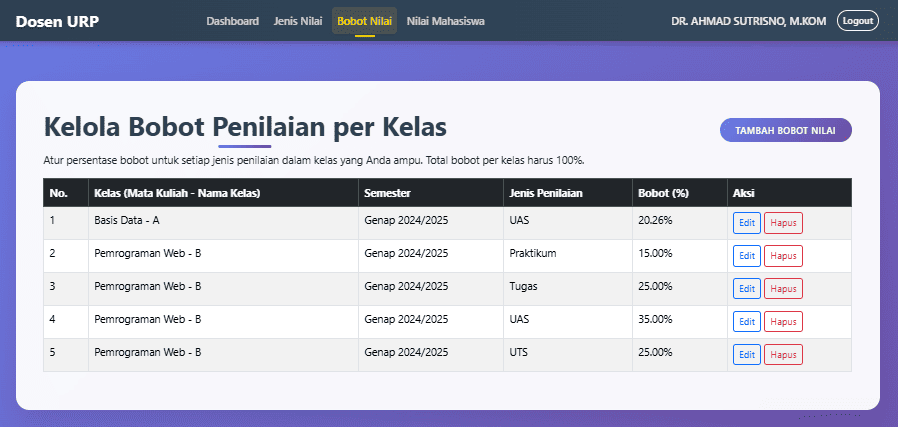 Dosen URP Dashboard Jenis Nilai Bobot Nilai Nilai Mahasiswa DR. AHMAD SUTRISNO, M.KOM Logout
Kelola Bobot Penilaian per Kelas
TAMBAH BOBOT NILAI
Atur persentase bobot untuk setiap jenis penilaian dalam kelas yang Anda ampu. Total bobot per kelas harus 100%.
No. Kelas (Mata Kuliah - Nama Kelas) Semester Jenis Penilaian Bobot (%) Aksi
1 Basis Data - A Genap 2024/2025 UAS 20.26% Edit Hapus
2 Pemrograman Web - B Genap 2024/2025 Praktikum 15.00% Edit Hapus
3 Pemrograman Web - B Genap 2024/2025 Tugas 25.00% Edit Hapus
4 Pemrograman Web - B Genap 2024/2025 UAS 35.00% Edit Hapus
5 Pemrograman Web - B Genap 2024/2025 UTS 25.00% Edit Hapus